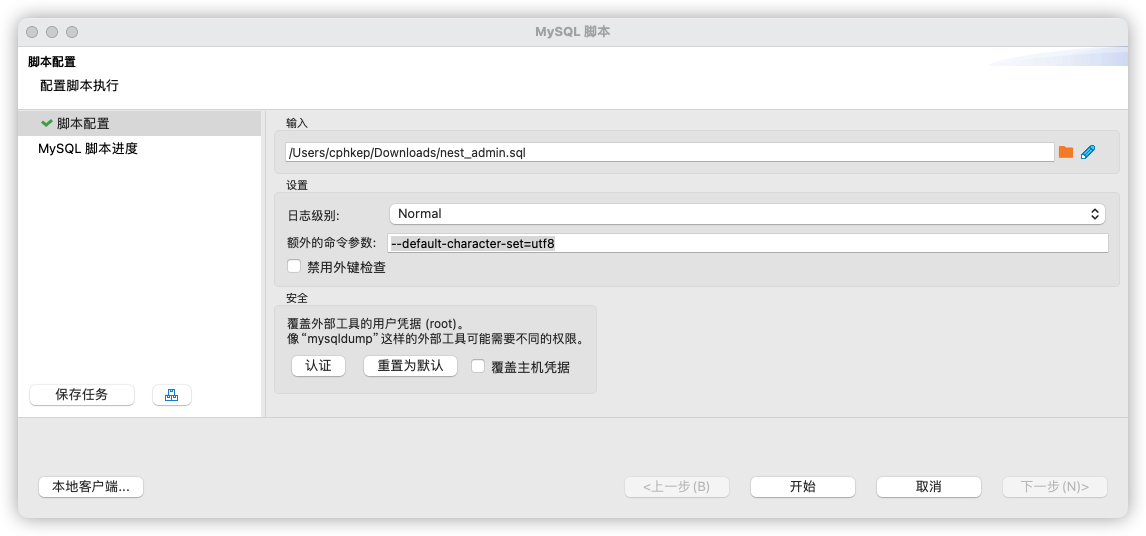 MySQL 脚本
脚本配置
配置脚本执行
脚本配置
MySQL 脚本进度
输入
/Users/cphkep/Downloads/nest_admin.sql
设置
日志级别:
Normal
额外的命令参数:
--default-character-set=utf8
禁用外键检查
安全
覆盖外部工具的用户凭据 (root)。
像“mysqldump”这样的外部工具可能需要不同的权限。
认证
重置为默认
覆盖主机凭据
保存任务
本地客户端...
<上一步(B)
开始
取消
下一步(N)>